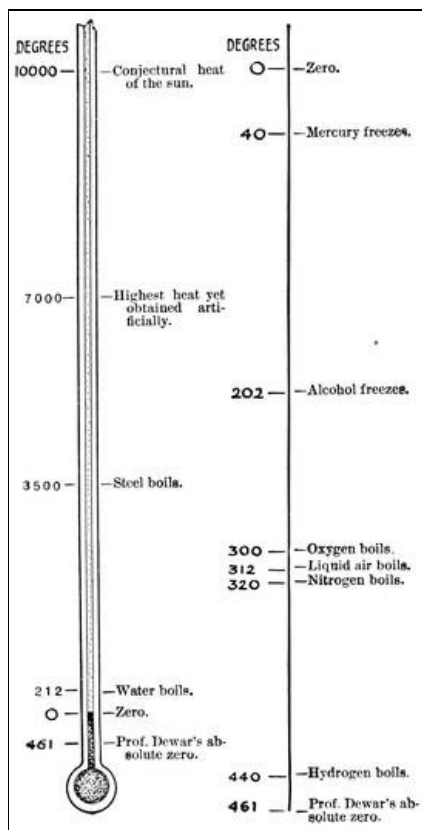 DEGREES
10000 — Conjectural heat
of the sun.
7000 — Highest heat yet
obtained arti-
ficially.
3500 — Steel boils.
212 — Water boils.
0 — Zero.
461 — Prof. Dewar's ab-
solute zero.
DEGREES
0 — Zero.
40 — Mercury freezes.
202 — Alcohol freezes.
300 — Oxygen boils.
312 — Liquid air boils.
320 — Nitrogen boils.
440 — Hydrogen boils.
461 — Prof. Dewar's ab-
solute zero.